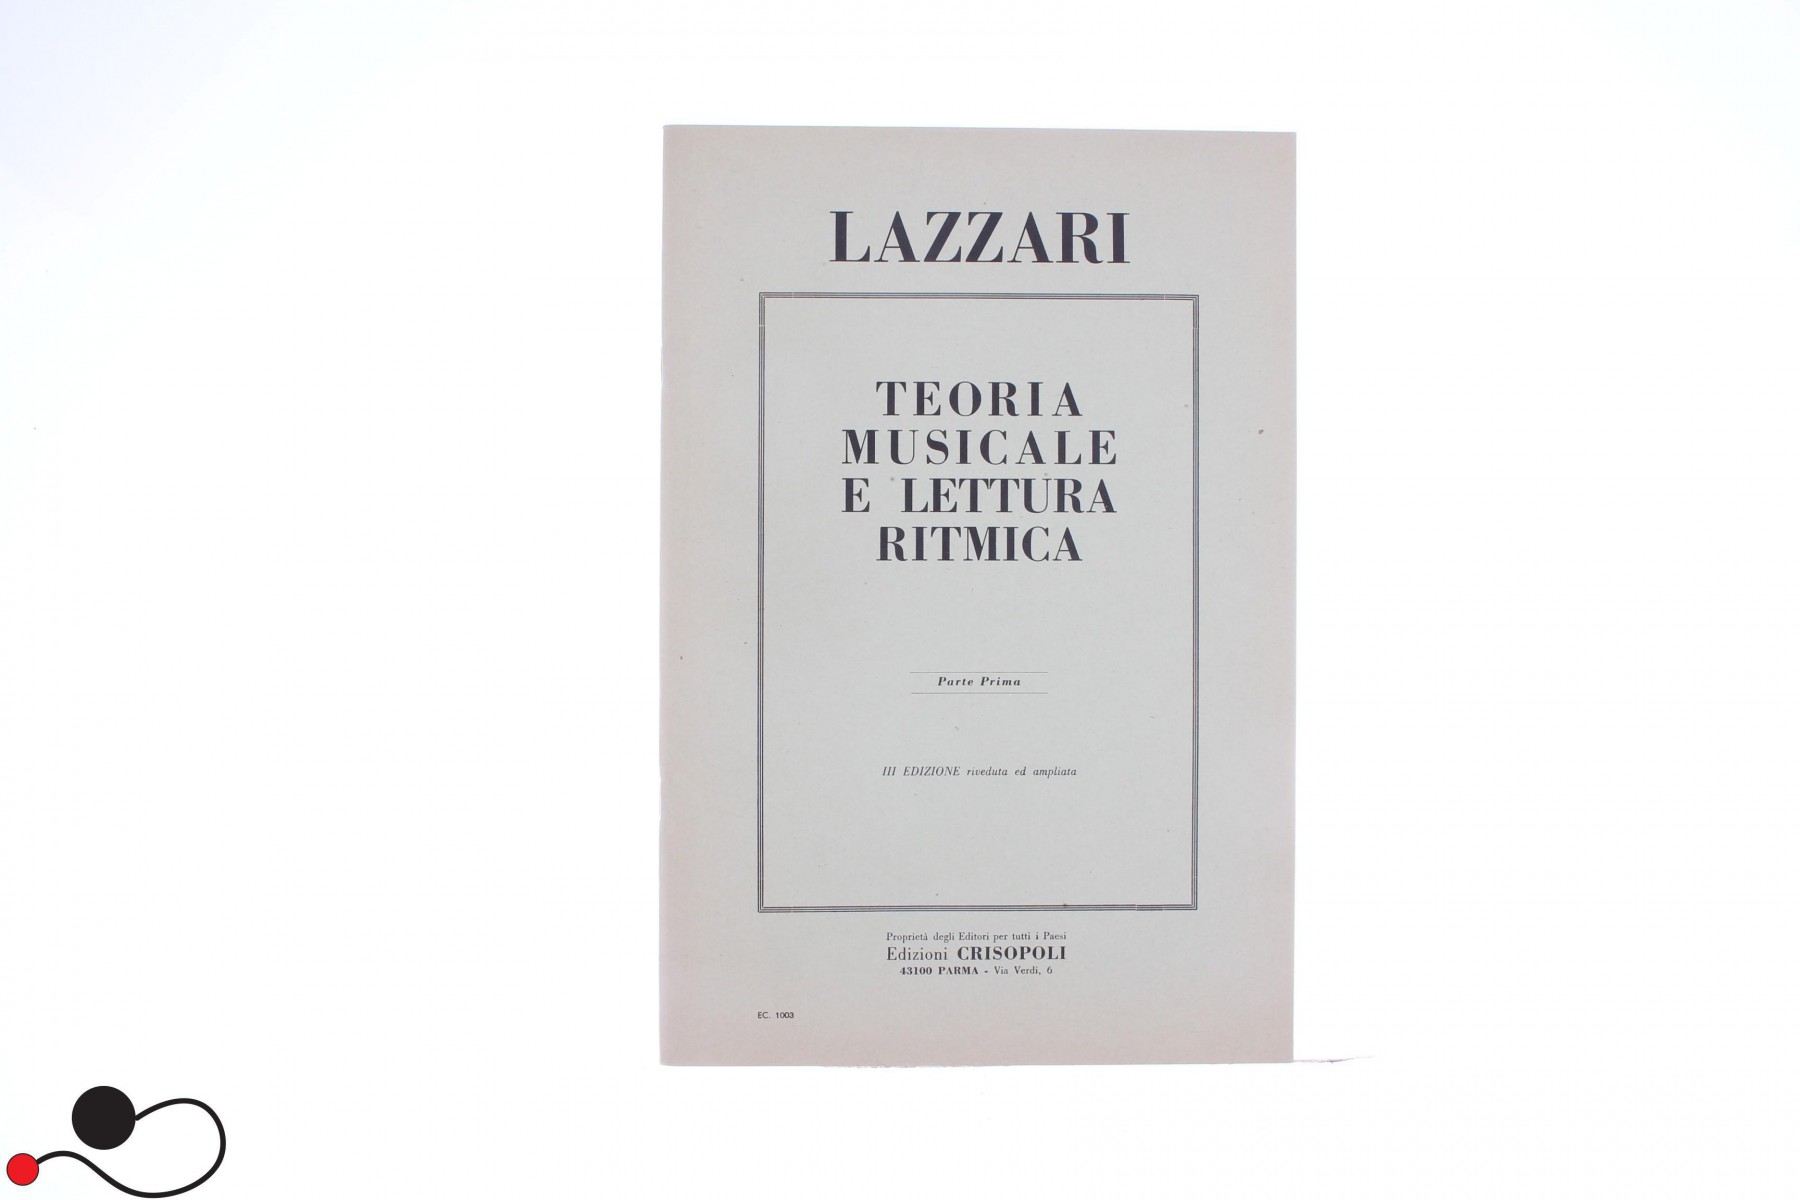 LAZZARI
TEORIA
MUSICALE
E LETTURA
RITMICA
Parte Prima
III EDIZIONE riveduta ed ampliata
Proprietà degli Editori per tutti i Paesi
Edizioni CRISOPOLI
43100 PARMA - Via Verdi, 6
EC. 1003